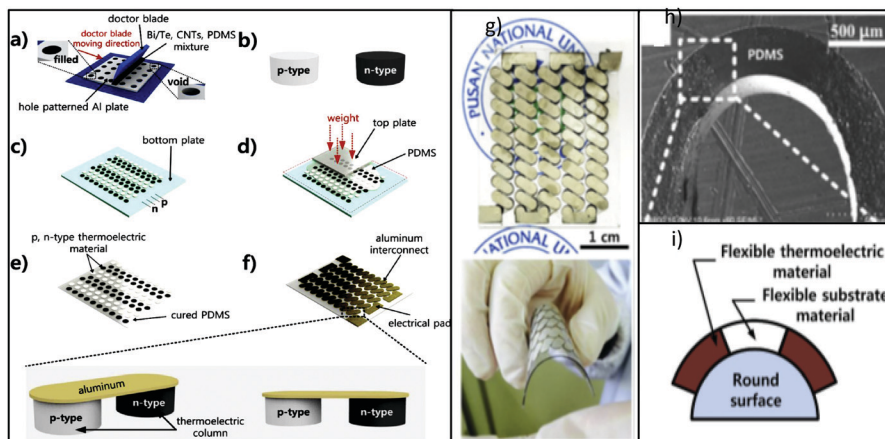 a)
doctor blade
doctor blade
moving direction
Bi/Te, CNTs, PDMS
mixture
filled
void
hole patterned Al plate
b)
p-type
n-type
c)
bottom plate
p
n
d)
weight
top plate
PDMS
e)
p, n-type thermoelectric
material
cured PDMS
f)
aluminum
interconnect
electrical pad
aluminum
p-type
n-type
thermoelectric
column
p-type
n-type
g)
PUSAN NATIONAL UN
1 cm
NATIONAL UN
h)
500 μm
PDMS
i)
Flexible thermoelectric
material
Flexible substrate
material
Round
surface